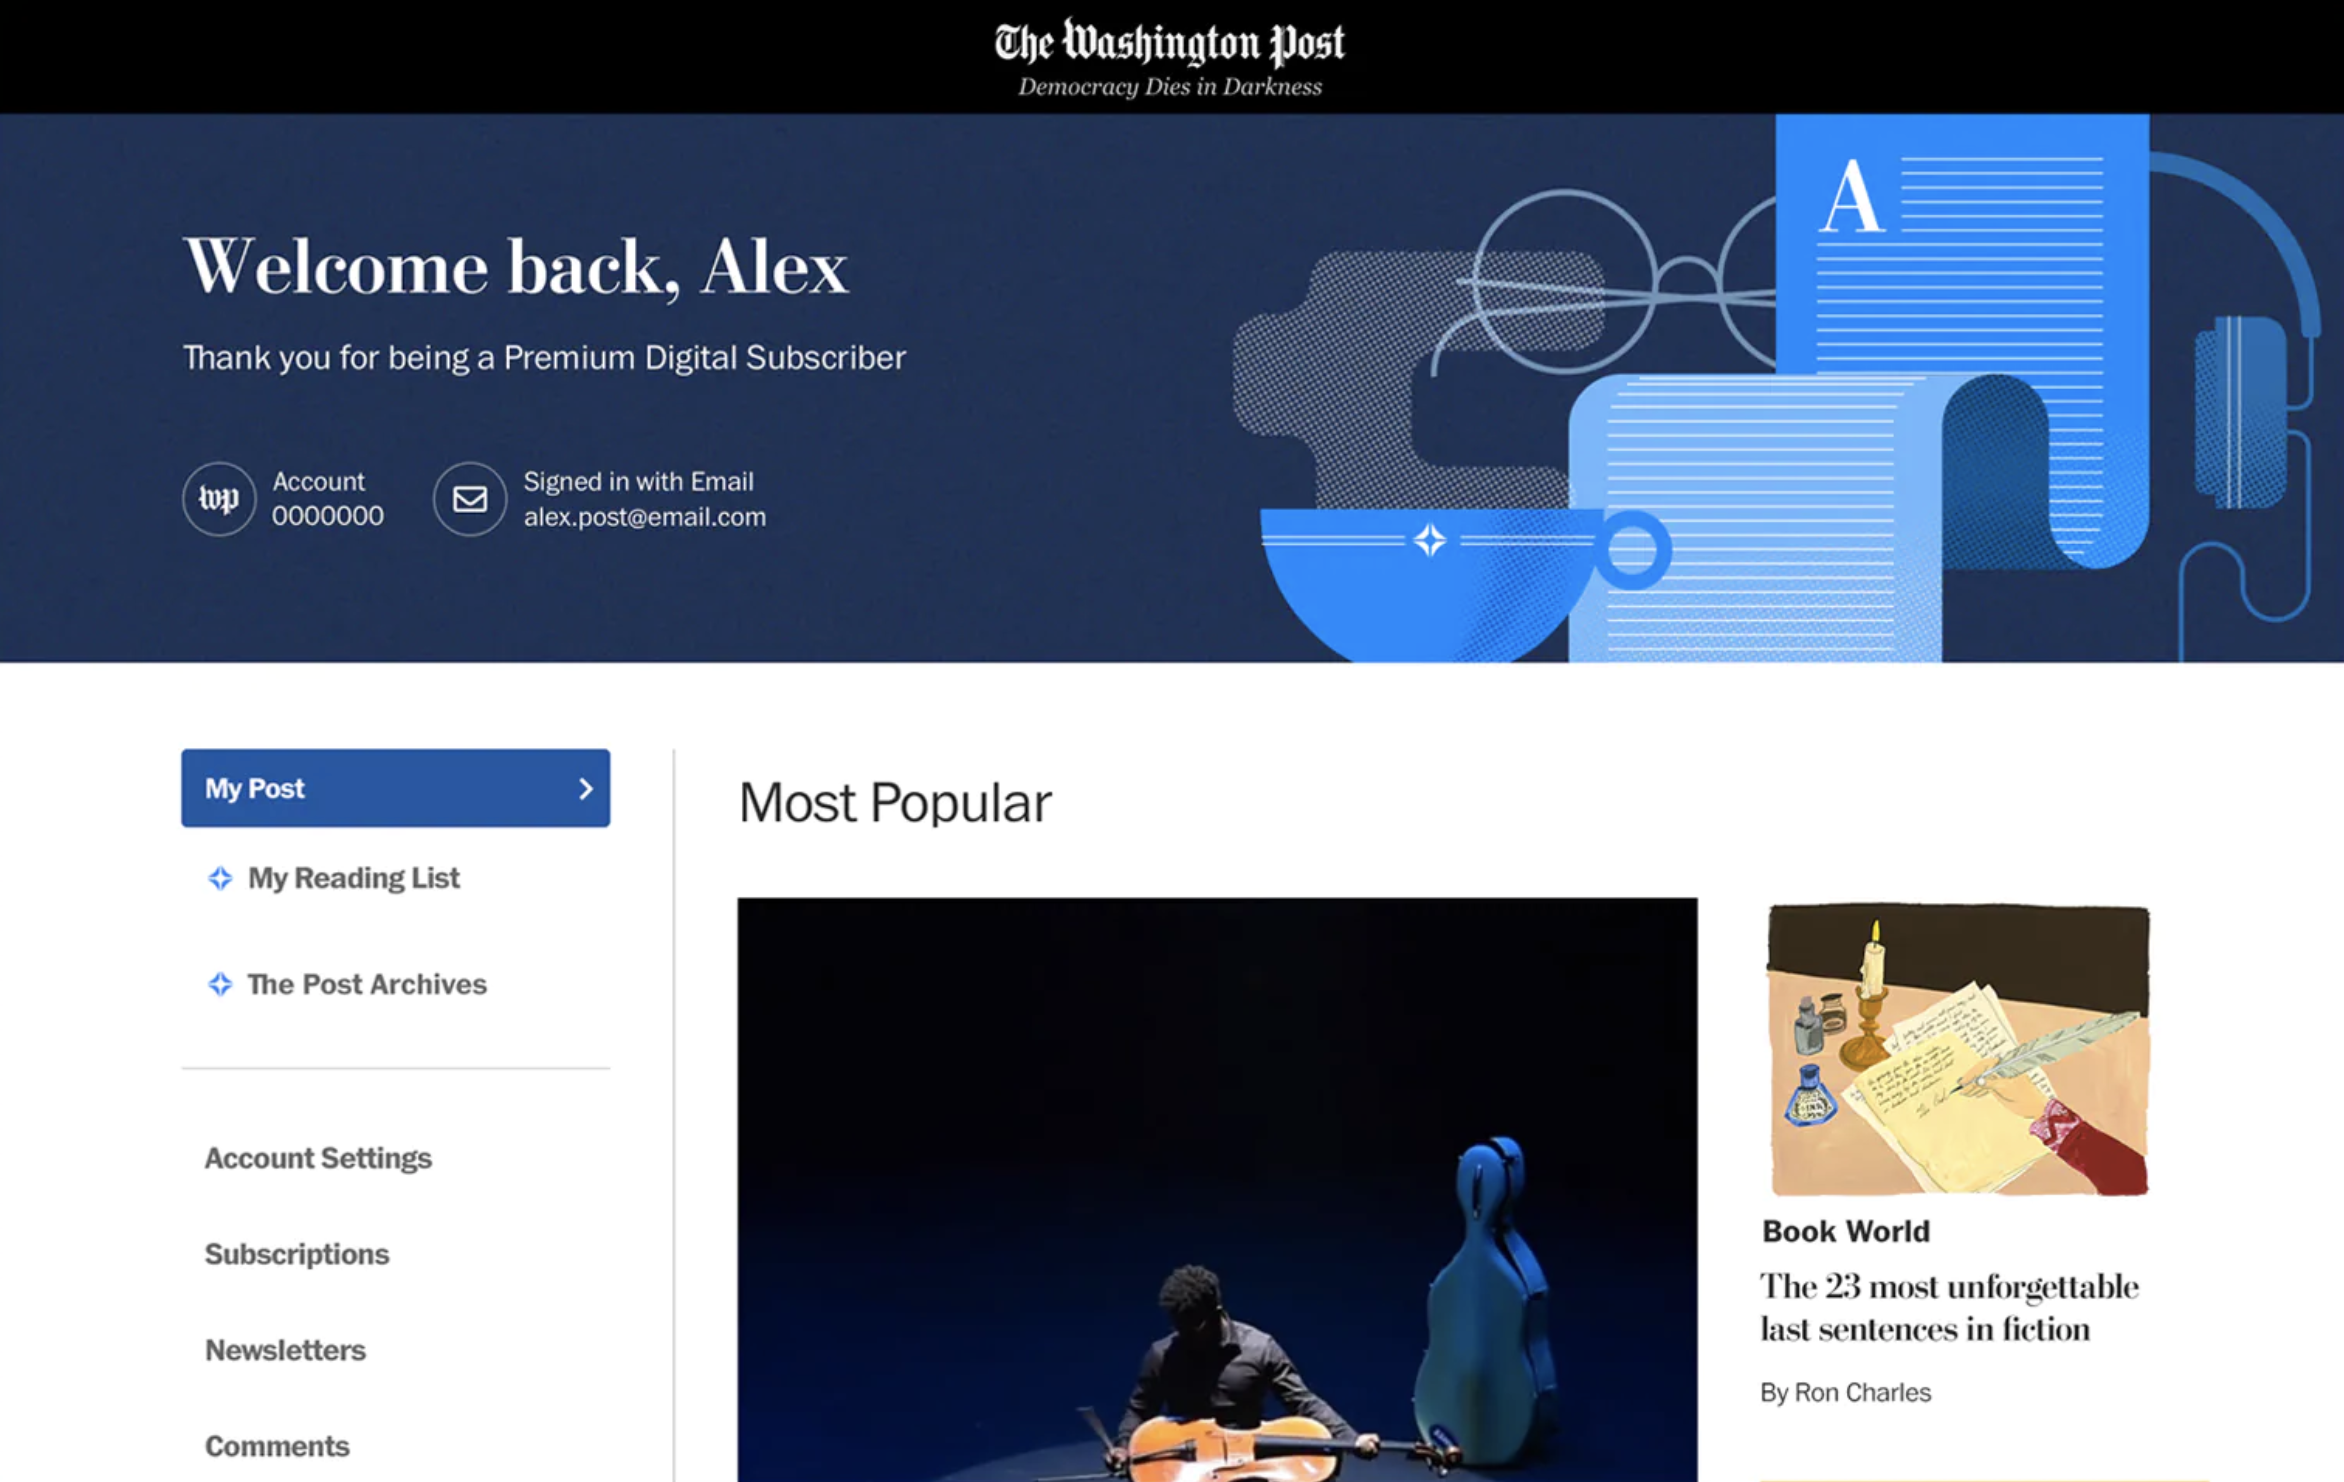 The Washington Post
Democracy Dies in Darkness
A
Welcome back, Alex
Thank you for being a Premium Digital Subscriber
wp
Account
0000000
Signed in with Email
alex.post@email.com
My Post
My Reading List
The Post Archives
Account Settings
Subscriptions
Newsletters
Comments
Most Popular
INK
Book World
The 23 most unforgettable
last sentences in fiction
By Ron Charles